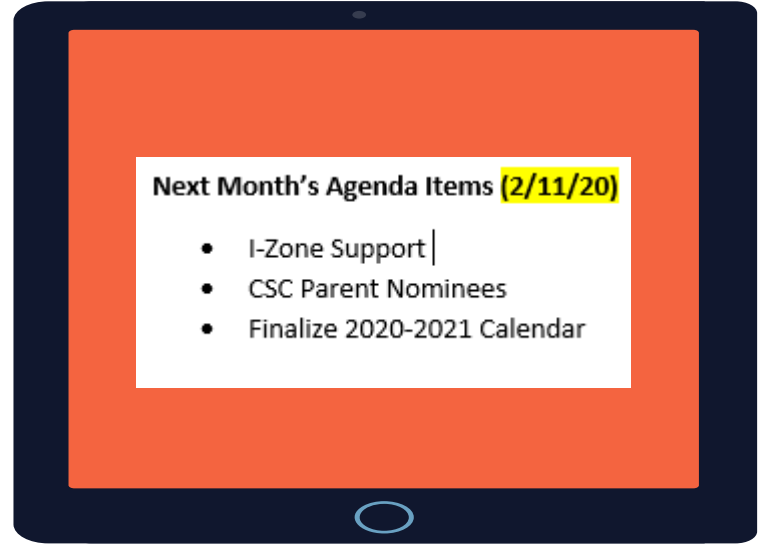 Next Month's Agenda Items (2/11/20)
• I-Zone Support
• CSC Parent Nominees
• Finalize 2020-2021 Calendar